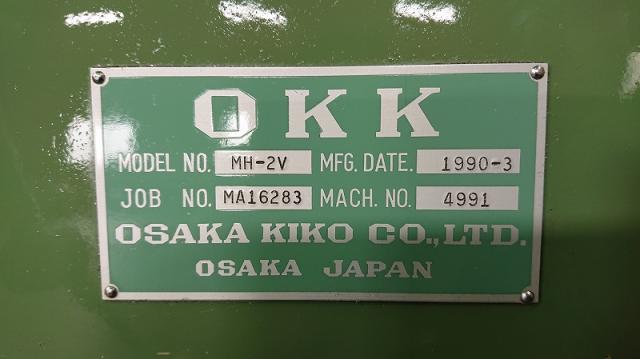 OKK
MODEL NO. MH-2V MFG. DATE. 1990-3
JOB NO. MA16283 MACH. NO. 4991
OSAKA KIKO CO.,LTD.
OSAKA JAPAN